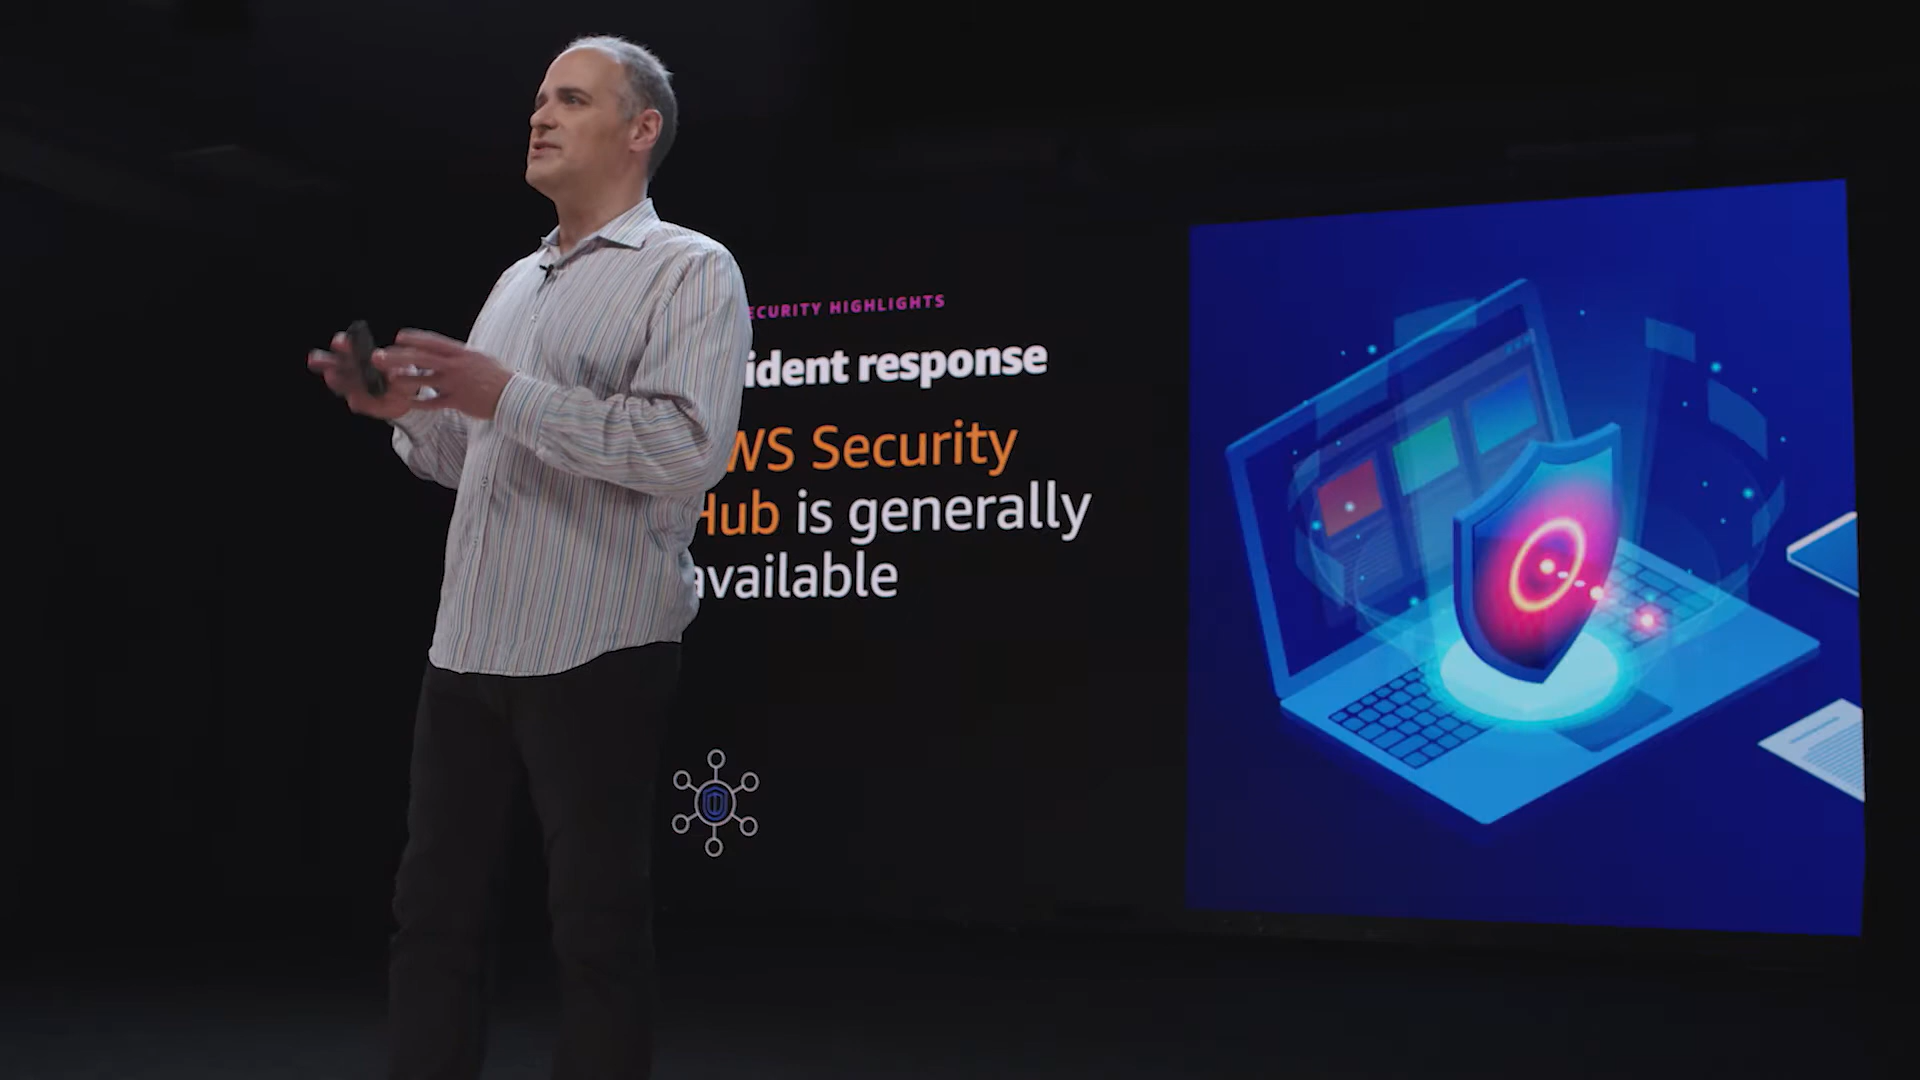 ECURITY HIGHLIGHTS
ident response
WS Security
Hub is generally
available